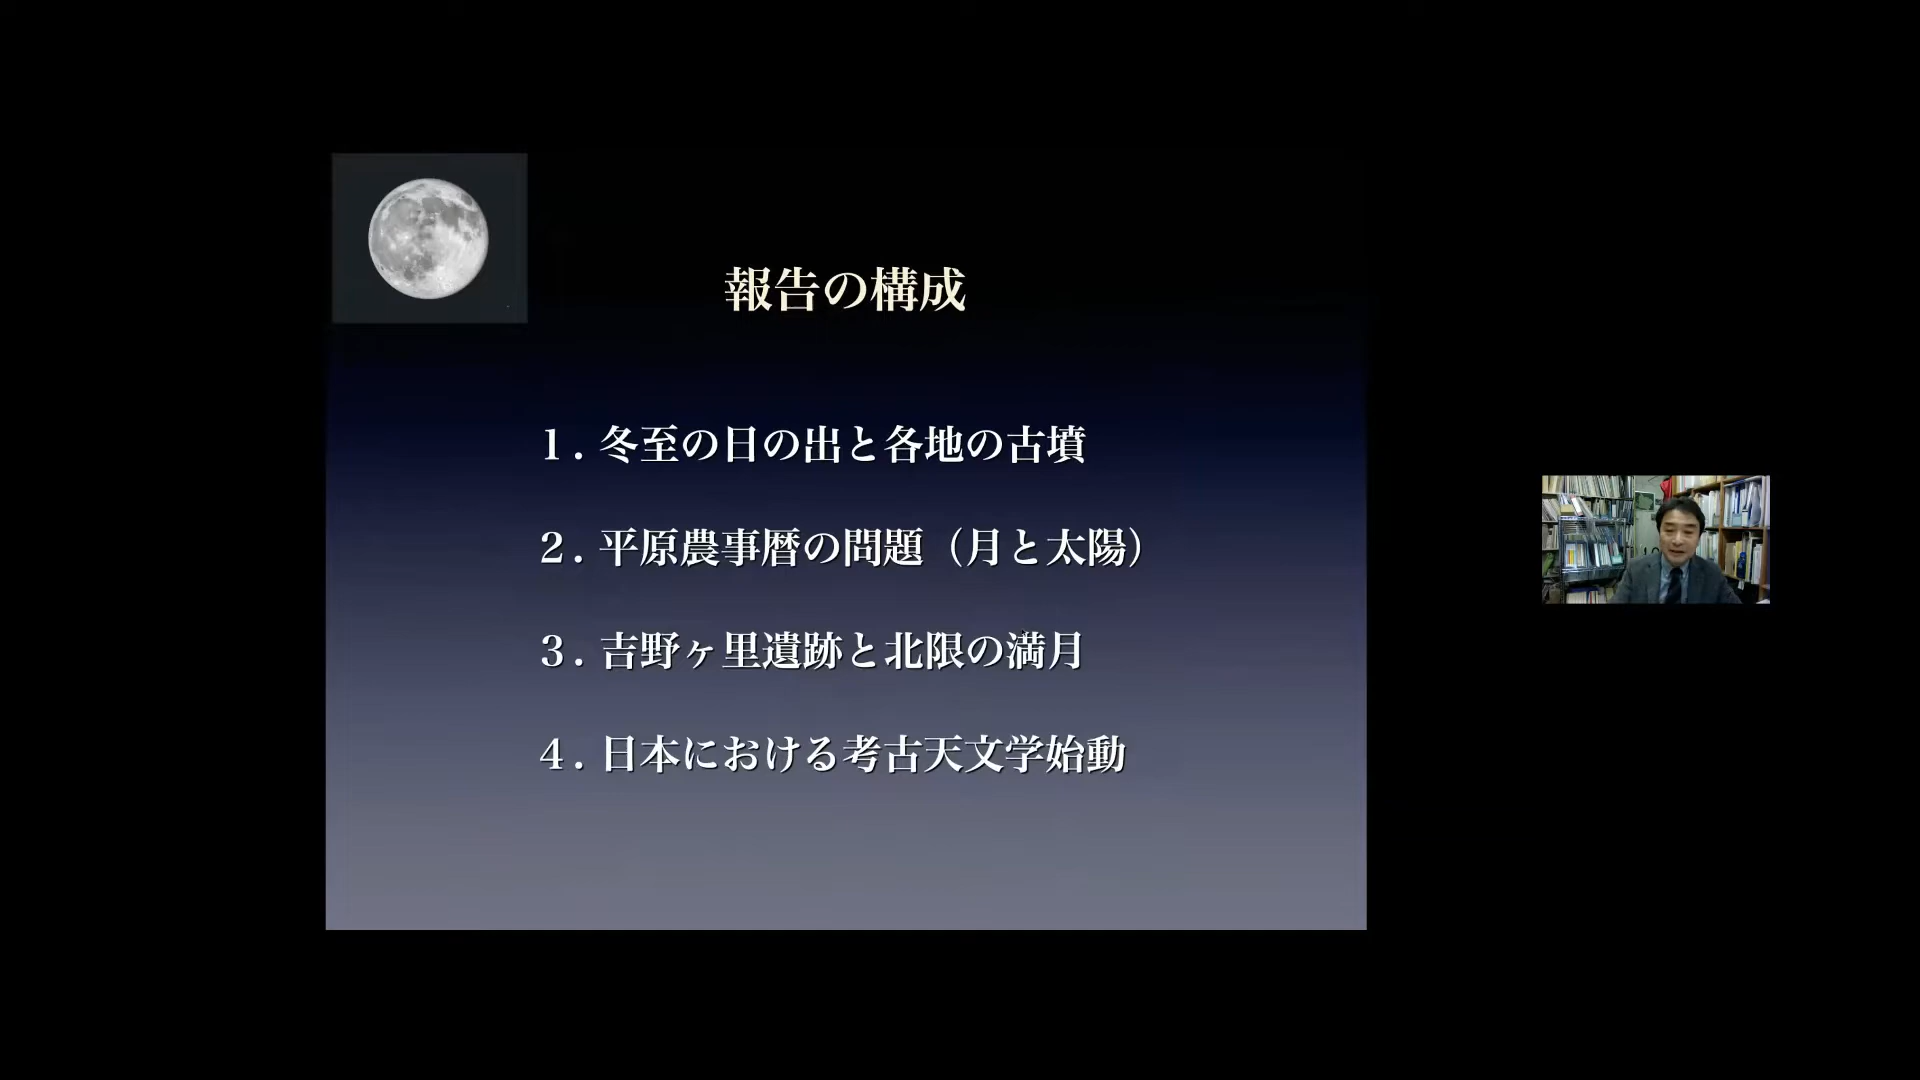 報告の構成
１. 冬至の日の出と各地の古墳
２. 平原農事暦の問題（月と太陽）
３. 吉野ヶ里遺跡と北限の満月
４. 日本における考古天文学始動